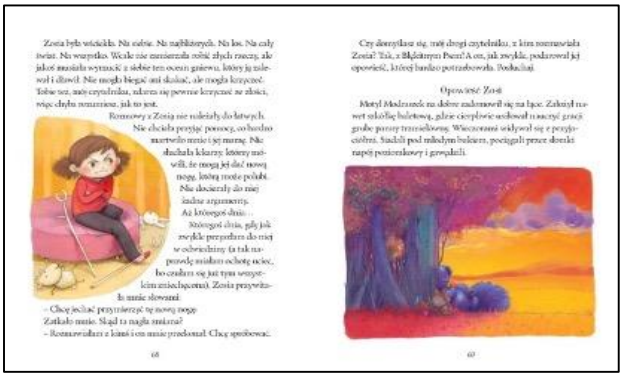 Zosia była wściekła. Na siebie. Na najbliższych. Na los. Na cały
świat. Na wszystko. Wcale nie zamierzała robić złych rzeczy, ale
jakoś musiała wyrzucić z siebie ten ocean gniewu, który ją zale-
wał i dławił. Nie mogła biegać ani skakać, ale mogła krzyczeć.
Tobie też, mój czytelniku, zdarza się pewnie krzyczeć ze złości,
więc chyba rozumiesz, jak to jest.
Rozmowy z Zosią nie należały do łatwych.
Nie chciała przyjąć pomocy, co bardzo
martwiło mnie i jej mamę. Nie
słuchała lekarzy, którzy mó-
wili, że mogą jej dać nową
nogę, którą może polubi.
Nie docierały do niej
żadne argumenty.
Aż któregoś dnia…
Któregoś dnia, gdy jak
zwykle przyszłam do niej
w odwiedziny (a tak na-
prawdę miałam ochotę uciec,
bo czułam się już tym wszyst-
kim zniechęcona), Zosia przywita-
ła mnie słowami:
– Chcę jechać przymierzyć tę nową nogę.
Zatkało mnie. Skąd ta nagła zmiana?
– Rozmawiałam z kimś i on mnie przekonał. Chcę spróbować.
68
Czy domyślasz się, mój drogi czytelniku, z kim rozmawiała
Zosia? Tak, z Błękitnym Psem! A on, jak zwykle, podarował jej
opowieść, której bardzo potrzebowała. Posłuchaj.
Opowieść Zosi
Motyl Modraszek na dobre zadomowił się na łące. Założył na-
wet szkółkę baletową, gdzie cierpliwie usiłował nauczyć gracji
grube panny trzmielówny. Wieczorami widywał się z przyja-
ciółmi. Siadali pod młodym bukiem, pociągali przez słomki
napój poziomkowy i gawędzili.
69